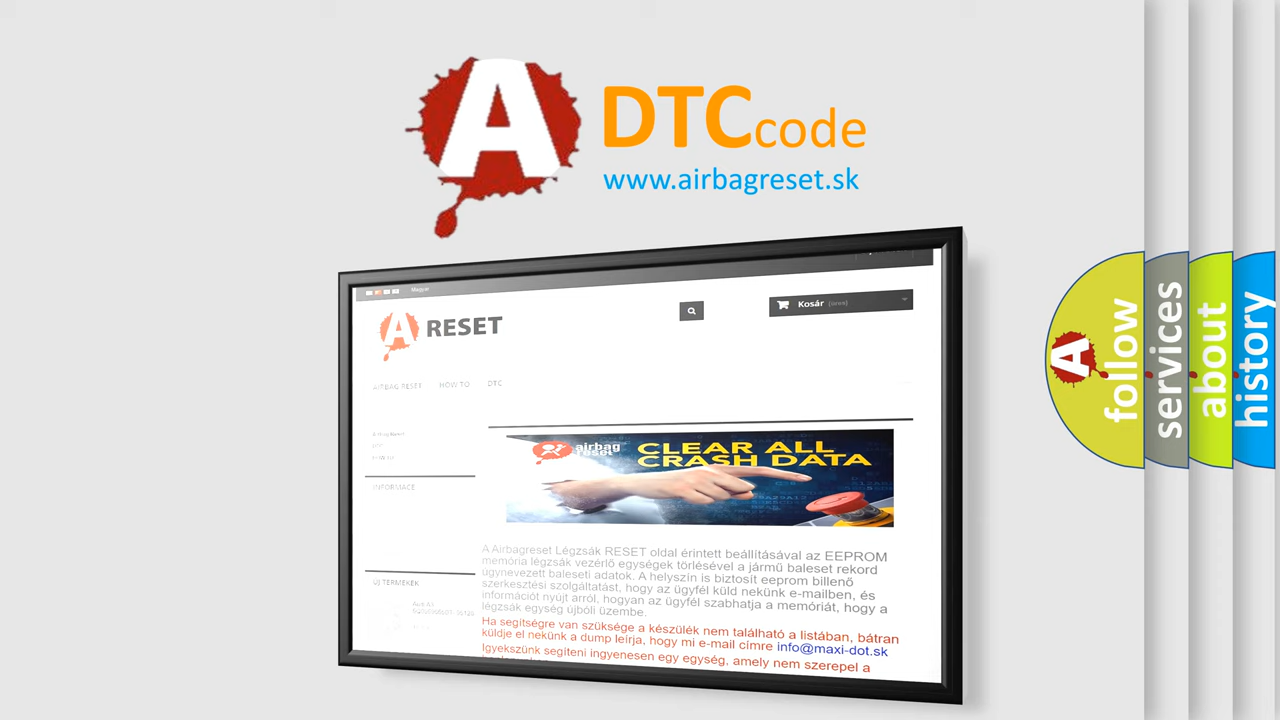 A
DTCcode
www.airbagreset.sk
Magyar
A RESET
Kosár (üres)
AIRBAG RESET HOW TO DTC
INFORMACE
airbag
reset
CLEAR ALL
CRASH DATA
A Airbagreset Légzsák RESET oldal érintett beállításával az EEPROM
memória légzsák vezérlő egységek törlésével a jármű baleset rekord
úgynevezett baleseti adatok. A helyszín is biztosít eeprom billenő
szerkesztési szolgáltatást, hogy az ügyfél küld nekünk e-mailben, és
információt nyújt arról, hogyan az ügyfél szabhatja a memóriát, hogy a
légzsák egység újbóli üzembe.
Ha segítségre van szüksége a készülék nem található a listában, bátran
küldje el nekünk a dump leírja, hogy mi e-mail címre info@maxi-dot.sk
Igyekszünk segíteni ingyenesen egy egység, amely nem szerepel a
ÚJ TERMÉKEK
A
follow
services
about
history